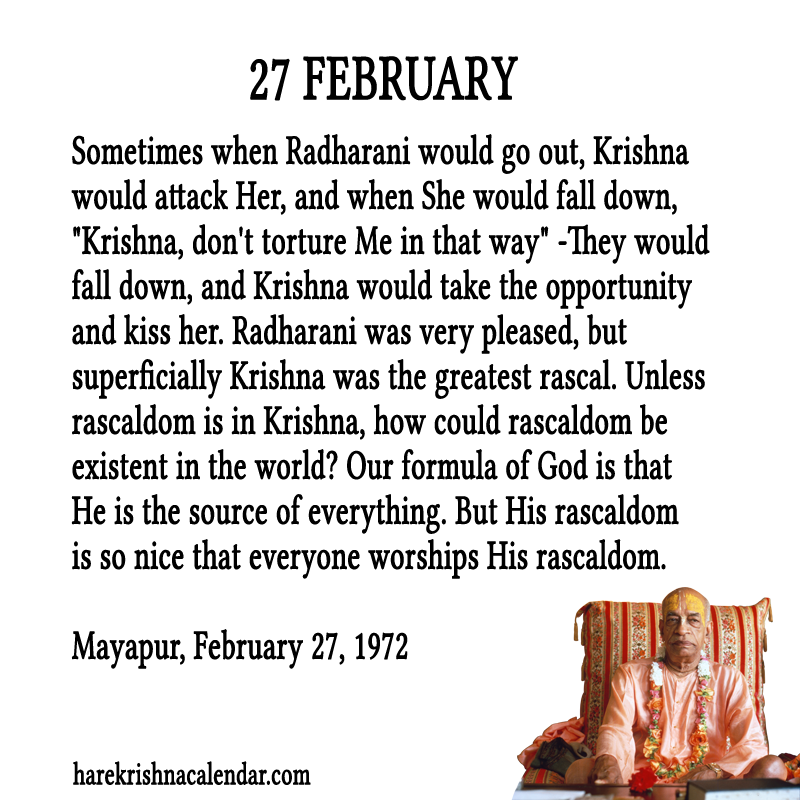 27 FEBRUARY
Sometimes when Radharani would go out, Krishna
would attack Her, and when She would fall down,
"Krishna, don't torture Me in that way" -They would
fall down, and Krishna would take the opportunity
and kiss her. Radharani was very pleased, but
superficially Krishna was the greatest rascal. Unless
rascaldom is in Krishna, how could rascaldom be
existent in the world? Our formula of God is that
He is the source of everything. But His rascaldom
is so nice that everyone worships His rascaldom.
Mayapur, February 27, 1972
harekrishnacalendar.com